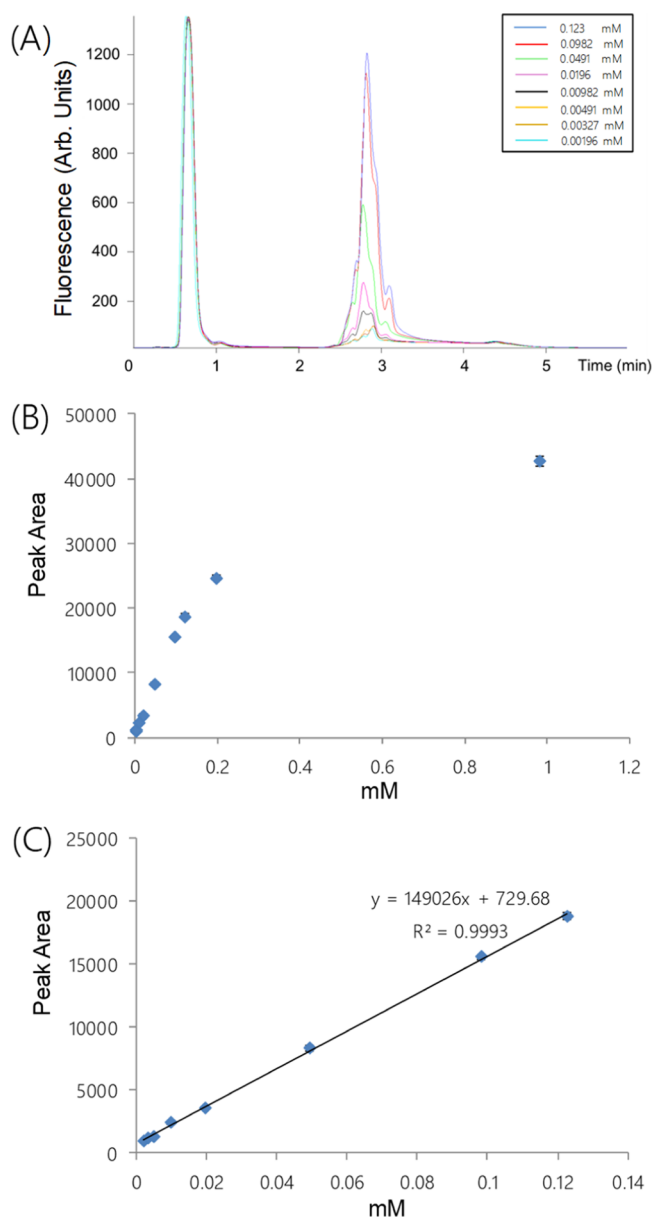 (A)
Fluorescence (Arb. Units)
1200
1000
800
600
400
200
0 1 2 3 4 5 Time (min)
0.123 mM
0.0982 mM
0.0491 mM
0.0196 mM
0.00982 mM
0.00491 mM
0.00327 mM
0.00196 mM
(B)
Peak Area
50000
40000
30000
20000
10000
0
0 0.2 0.4 0.6 0.8 1 1.2
mM
(C)
Peak Area
25000
20000
15000
10000
5000
0
y = 149026x + 729.68
R² = 0.9993
0 0.02 0.04 0.06 0.08 0.1 0.12 0.14
mM